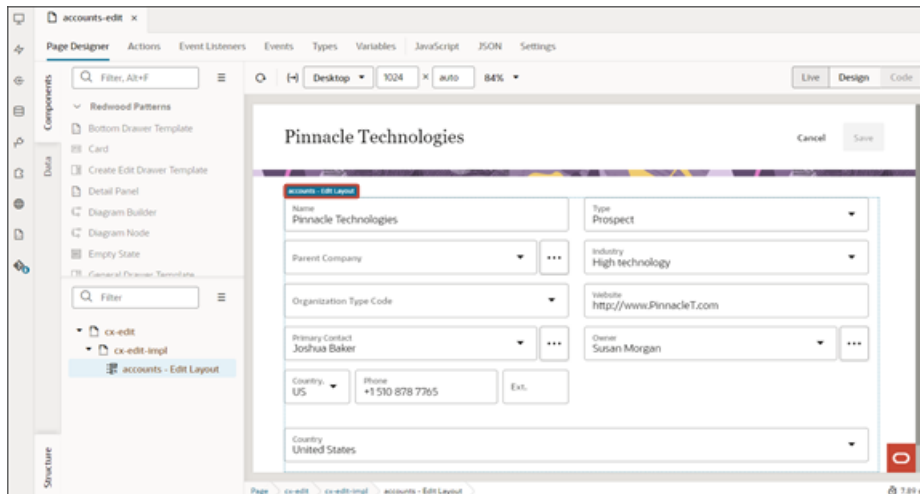 accounts-edit ×
Page Designer Actions Event Listeners Events Types Variables JavaScript JSON Settings
Components
Data
Structure
Filter, Alt+F
Desktop 1024 × auto 84%
Live Design Code
Redwood Patterns
Bottom Drawer Template
Card
Create Edit Drawer Template
Detail Panel
Diagram Builder
Diagram Node
Empty State
General Drawer Template
Filter
cx-edit
cx-edit-impl
accounts - Edit Layout
Pinnacle Technologies
Cancel Save
accounts - Edit Layout
Name
Pinnacle Technologies
Type
Prospect
Parent Company
Industry
High technology
Organization Type Code
Website
http://www.PinnacleT.com
Primary Contact
Joshua Baker
Owner
Susan Morgan
Country.
US
Phone
+1 510 878 7765
Ext.
Country
United States
Page cx-edit cx-edit-impl accounts - Edit Layout
7.89